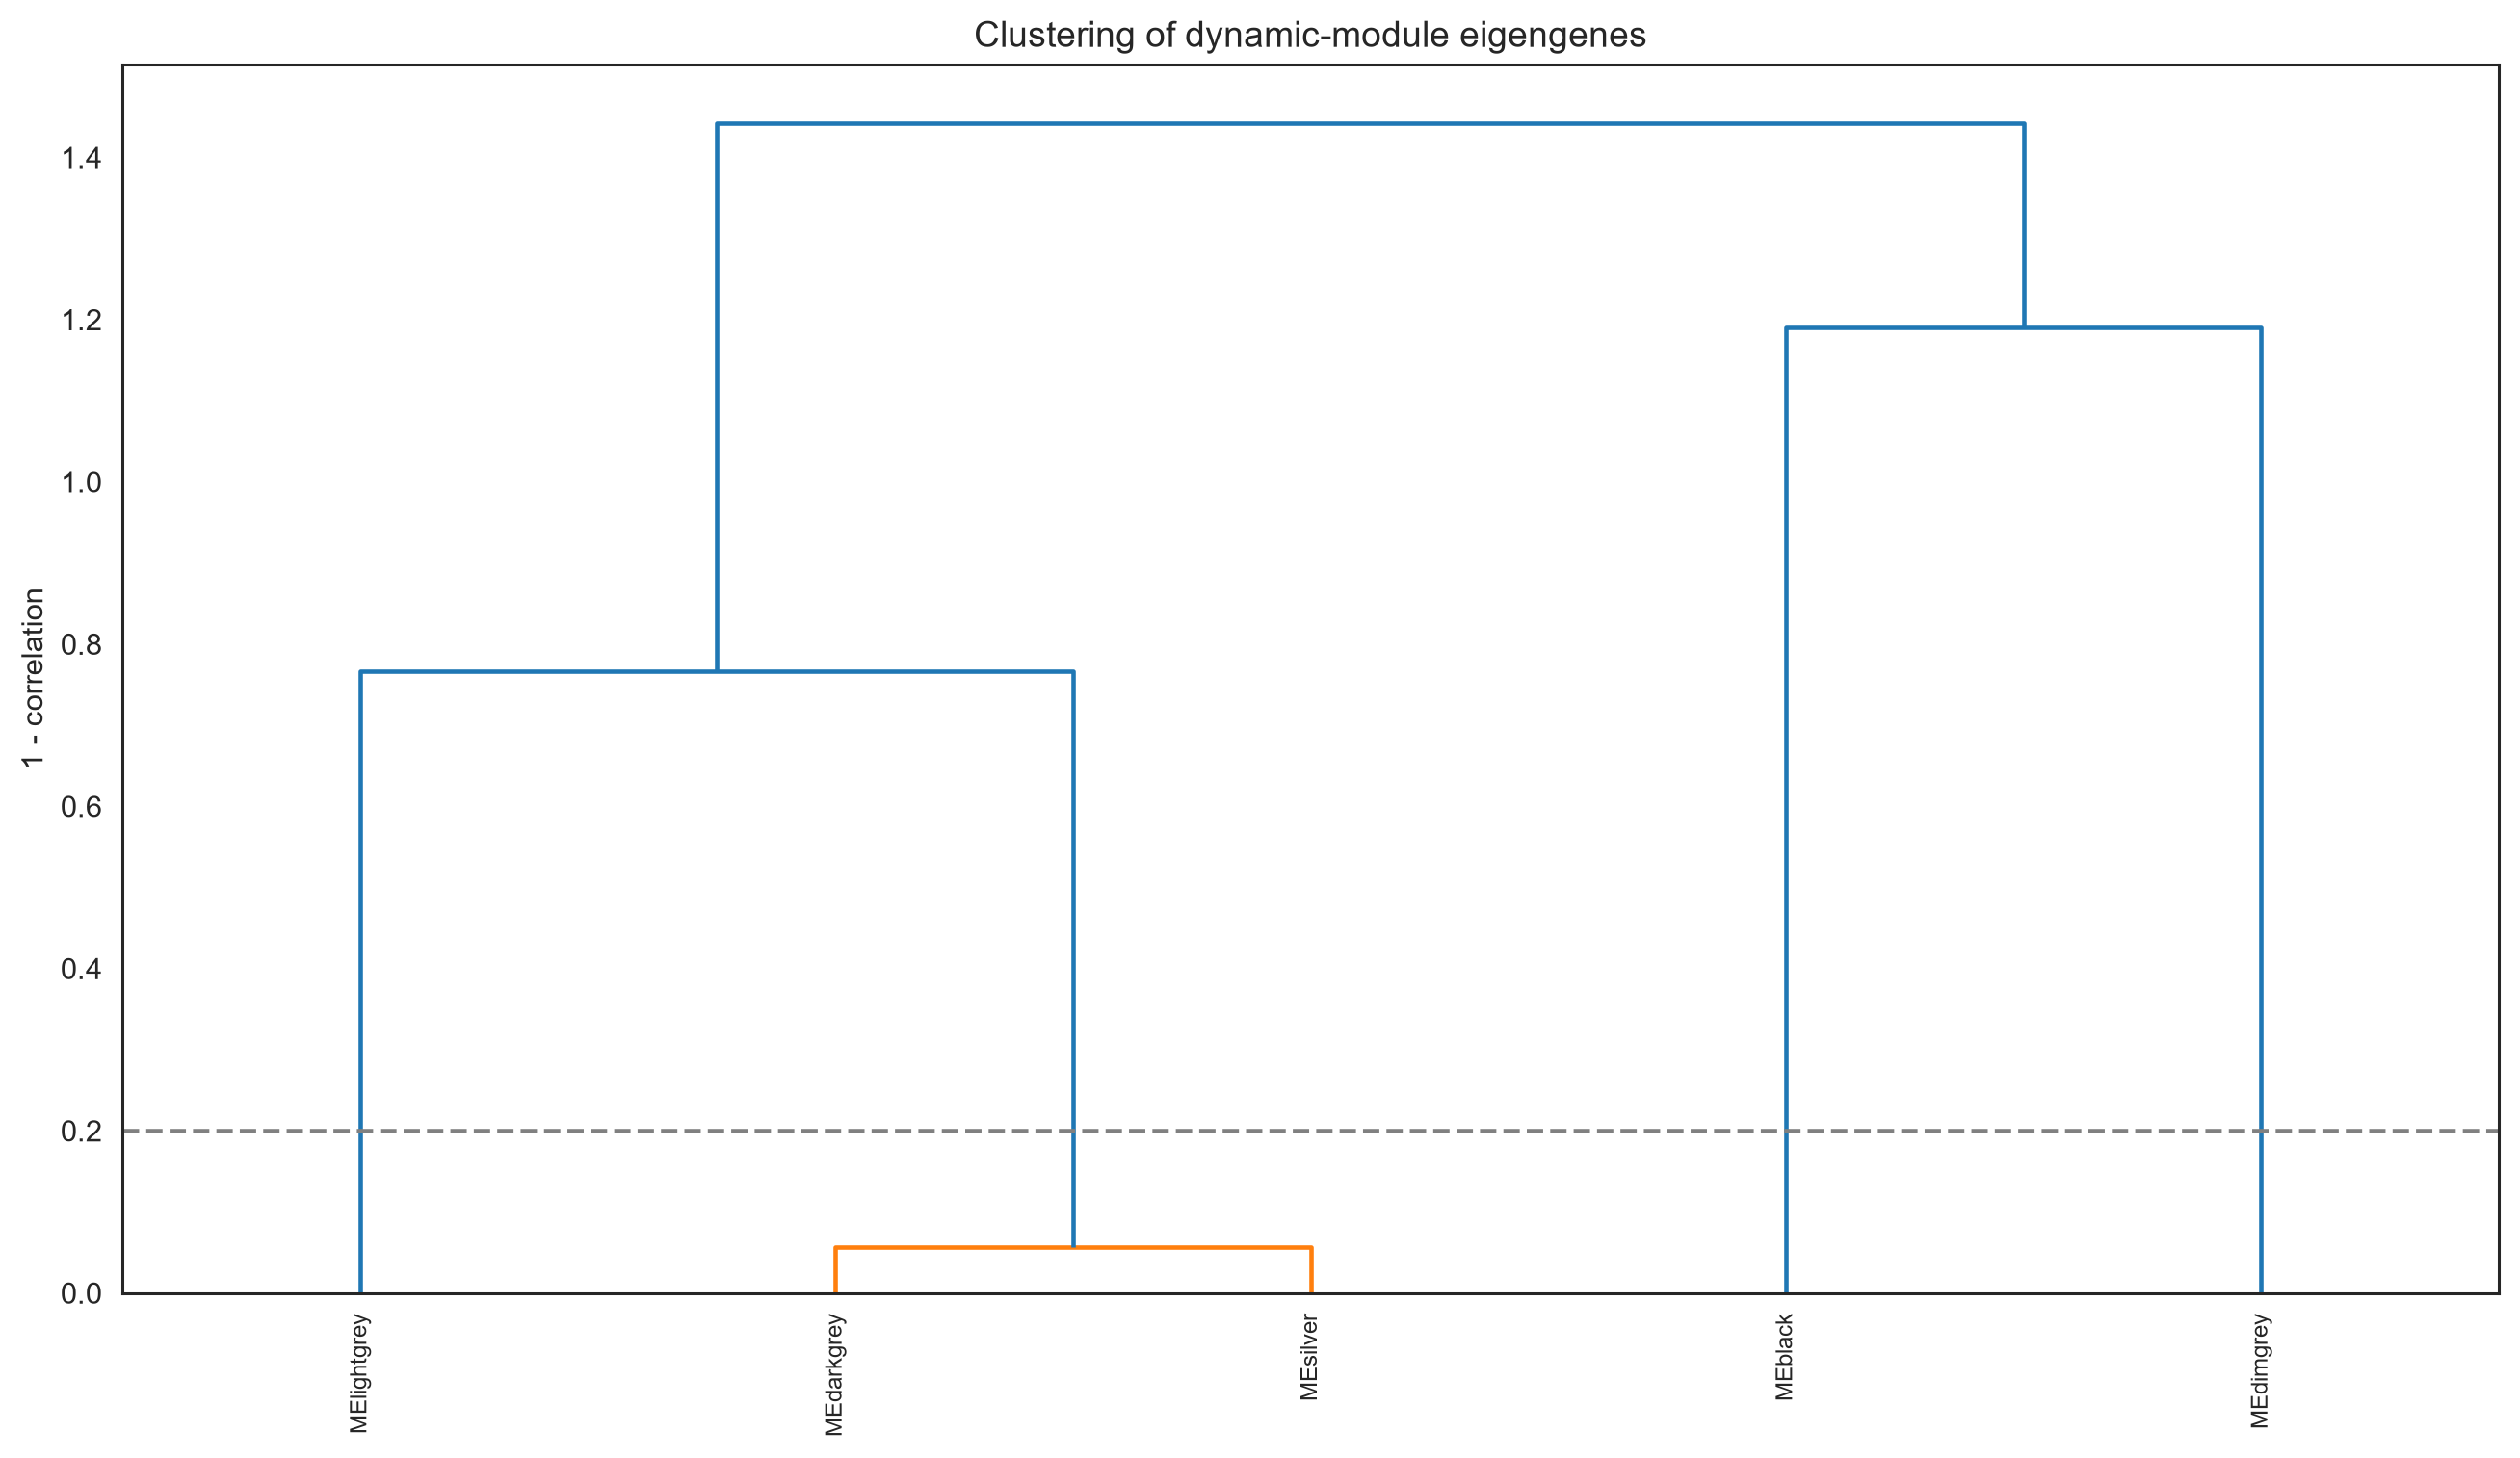 Clustering of dynamic-module eigengenes
1 - correlation
1.4
1.2
1.0
0.8
0.6
0.4
0.2
0.0
MElightgrey
MEdarkgrey
MEsilver
MEblack
MEdimgrey